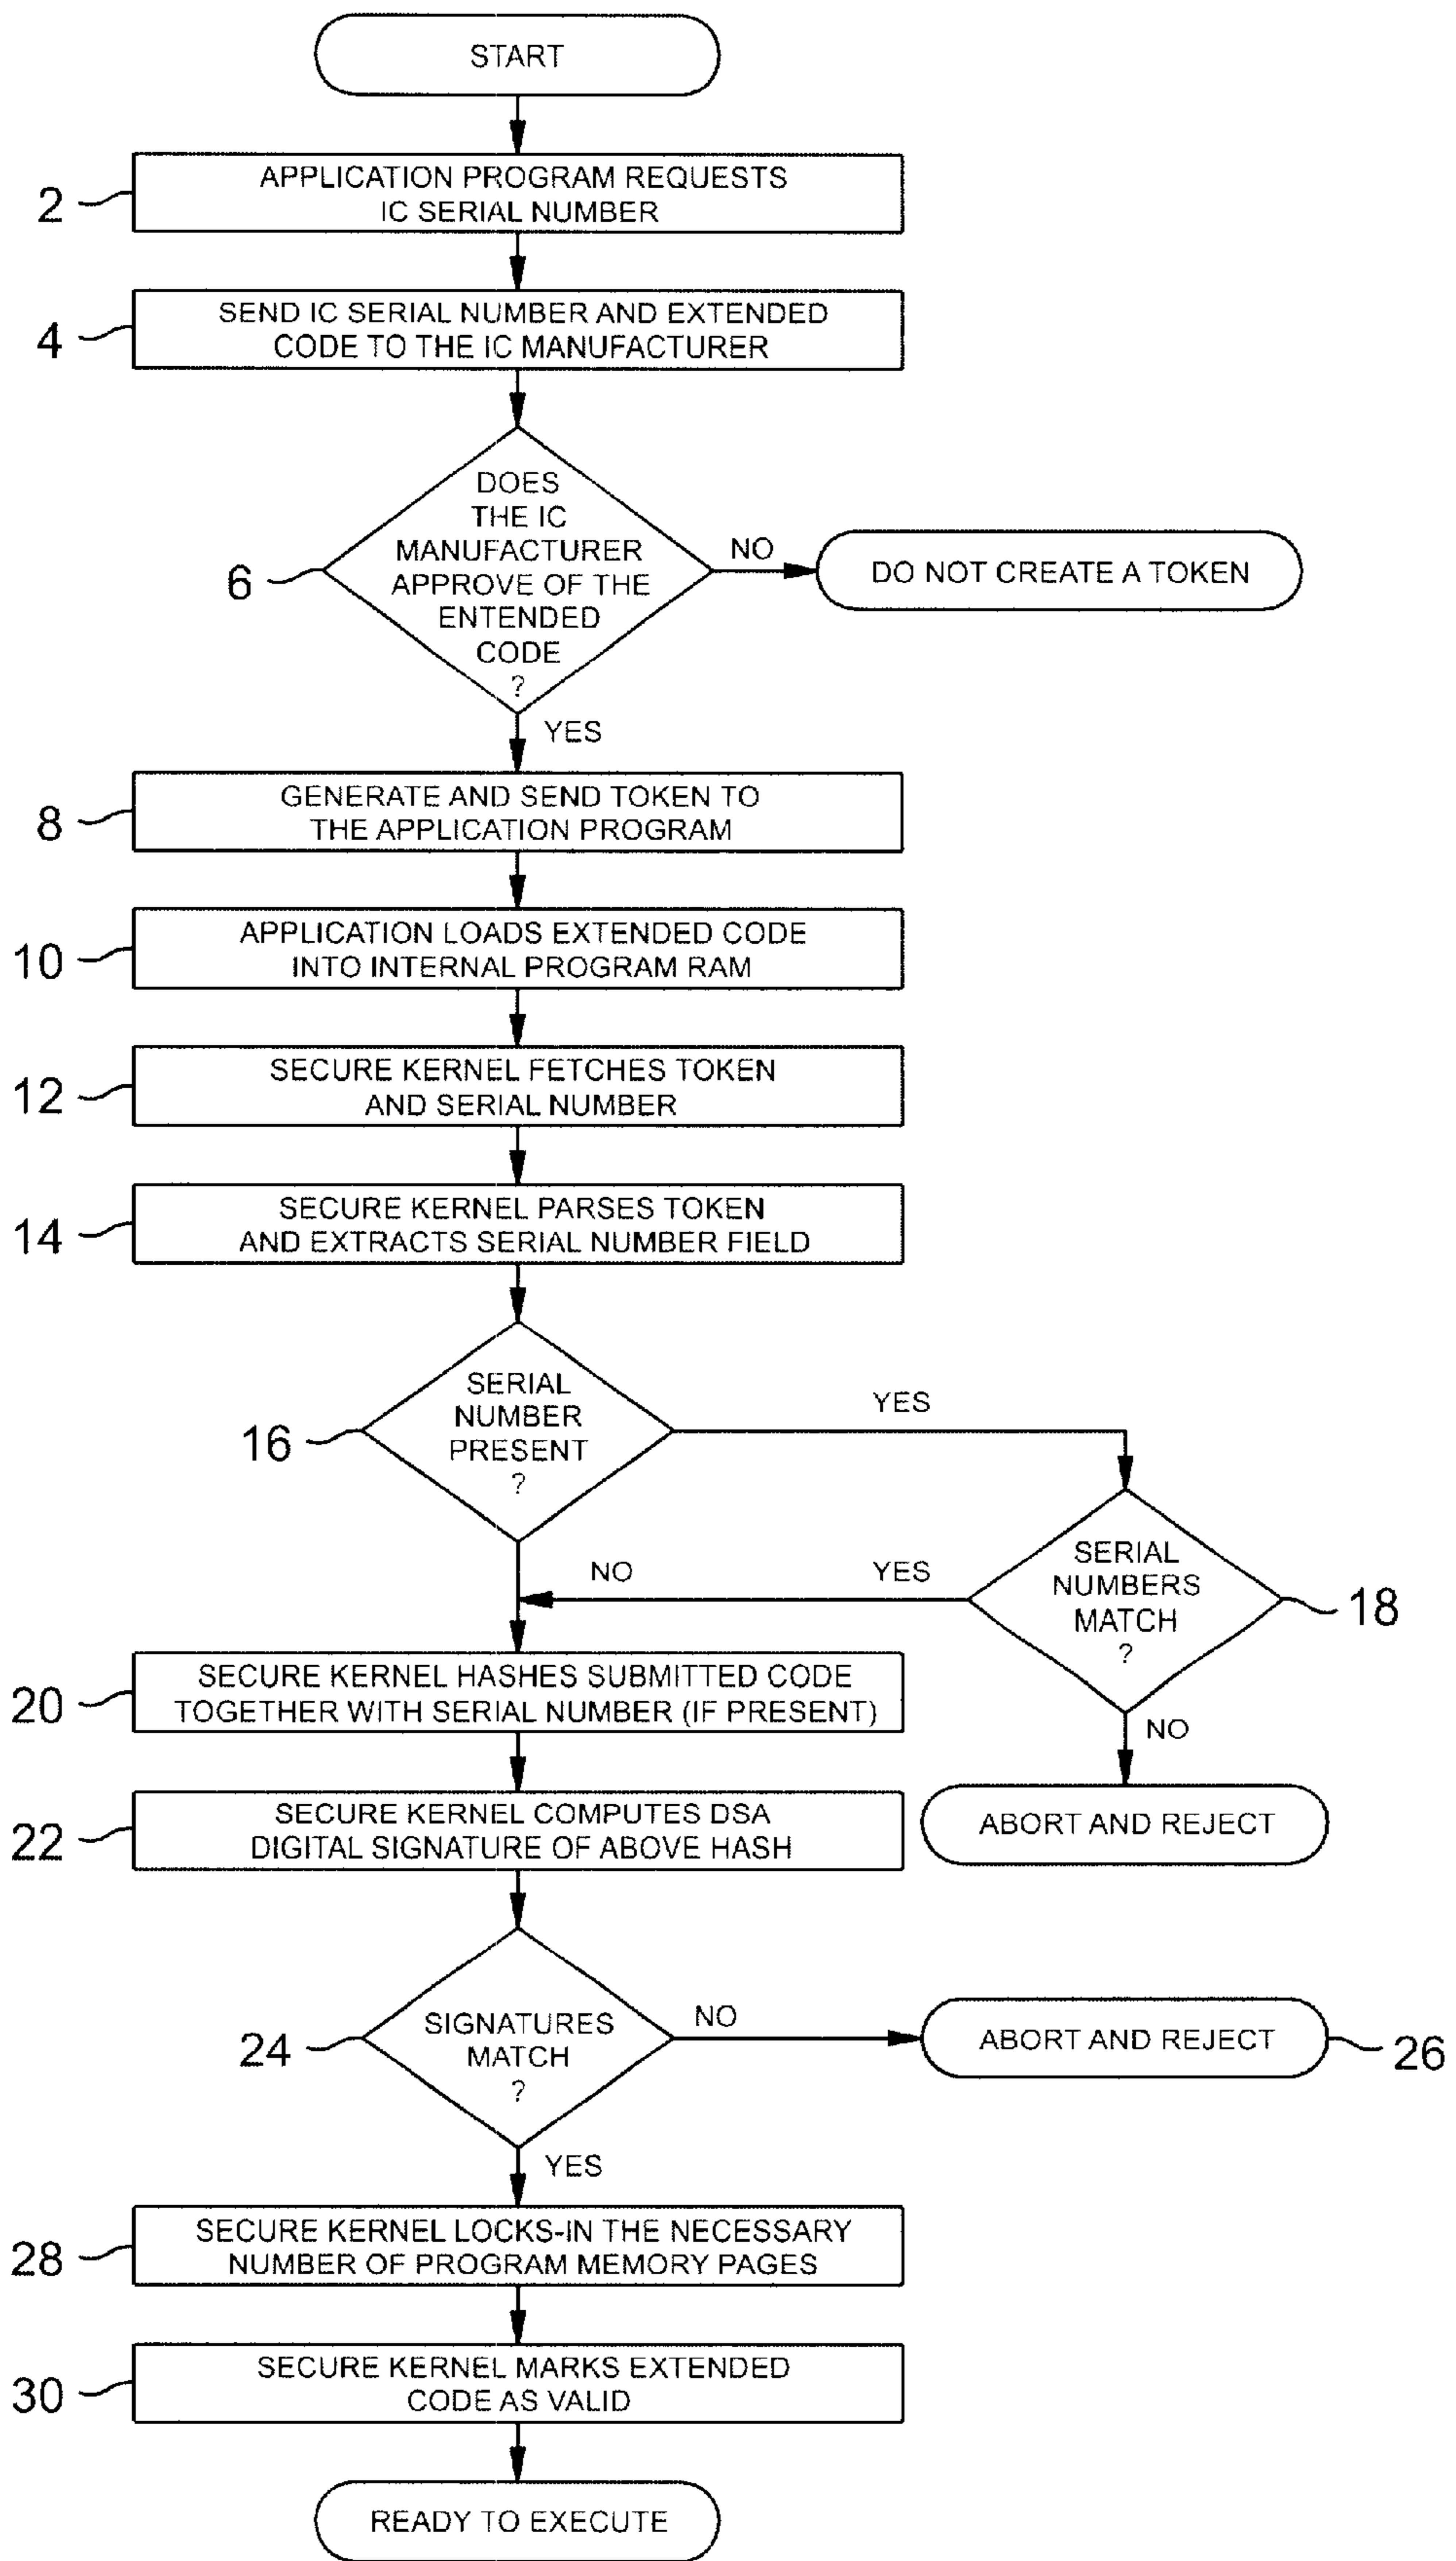 START
APPLICATION PROGRAM REQUESTS
IC SERIAL NUMBER
2
SEND IC SERIAL NUMBER AND EXTENDED
CODE TO THE IC MANUFACTURER
4
DOES
THE IC
MANUFACTURER
APPROVE OF THE
ENTENDED
CODE
?
6
NO
DO NOT CREATE A TOKEN
YES
GENERATE AND SEND TOKEN TO
THE APPLICATION PROGRAM
8
APPLICATION LOADS EXTENDED CODE
INTO INTERNAL PROGRAM RAM
10
SECURE KERNEL FETCHES TOKEN
AND SERIAL NUMBER
12
SECURE KERNEL PARSES TOKEN
AND EXTRACTS SERIAL NUMBER FIELD
14
SERIAL
NUMBER
PRESENT
?
16
YES
SERIAL
NUMBERS
MATCH
?
18
NO
YES
NO
ABORT AND REJECT
SECURE KERNEL HASHES SUBMITTED CODE
TOGETHER WITH SERIAL NUMBER (IF PRESENT)
20
SECURE KERNEL COMPUTES DSA
DIGITAL SIGNATURE OF ABOVE HASH
22
SIGNATURES
MATCH
?
24
NO
ABORT AND REJECT
26
YES
SECURE KERNEL LOCKS-IN THE NECESSARY
NUMBER OF PROGRAM MEMORY PAGES
28
SECURE KERNEL MARKS EXTENDED
CODE AS VALID
30
READY TO EXECUTE